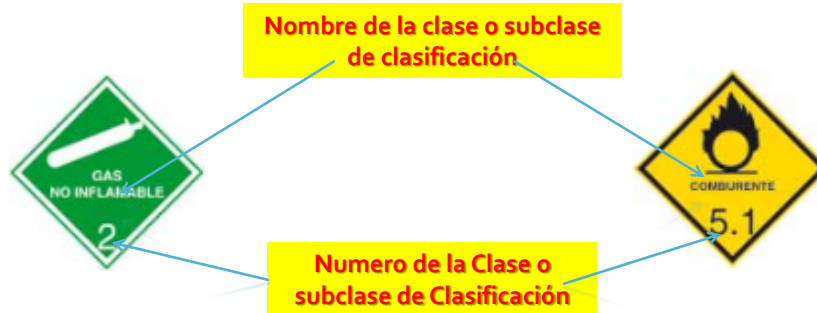 Nombre de la clase o subclase
de clasificación
GAS
NO INFLAMABLE
2
COMBURENTE
5.1
Numero de la Clase o
subclase de Clasificación